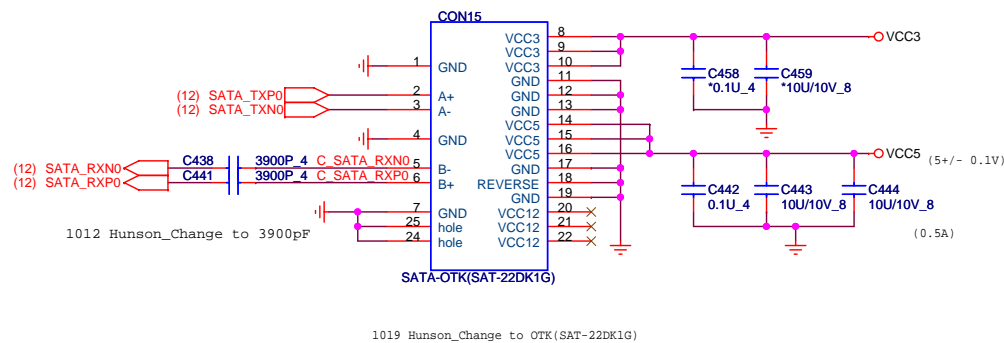 CON15
1 GND
(12) SATA_TXP0 2 A+
(12) SATA_TXN0 3 A-
4 GND
(12) SATA_RXN0 C438 3900P_4 C_SATA_RXN0 5 B-
(12) SATA_RXP0 C441 3900P_4 C_SATA_RXP0 6 B+
7 GND
25 hole
24 hole
1012 Hunson_Change to 3900pF
VCC3 8 VCC3
VCC3 9
VCC3 10
GND 11
GND 12
GND 13
VCC5 14
VCC5 15
VCC5 16 VCC5 (5+/- 0.1V)
GND 17
REVERSE 18
GND 19
VCC12 20
VCC12 21
VCC12 22
C458
*0.1U_4
C459
*10U/10V_8
C442
0.1U_4
C443
10U/10V_8
C444
10U/10V_8
(0.5A)
SATA-OTK(SAT-22DK1G)
1019 Hunson_Change to OTK(SAT-22DK1G)